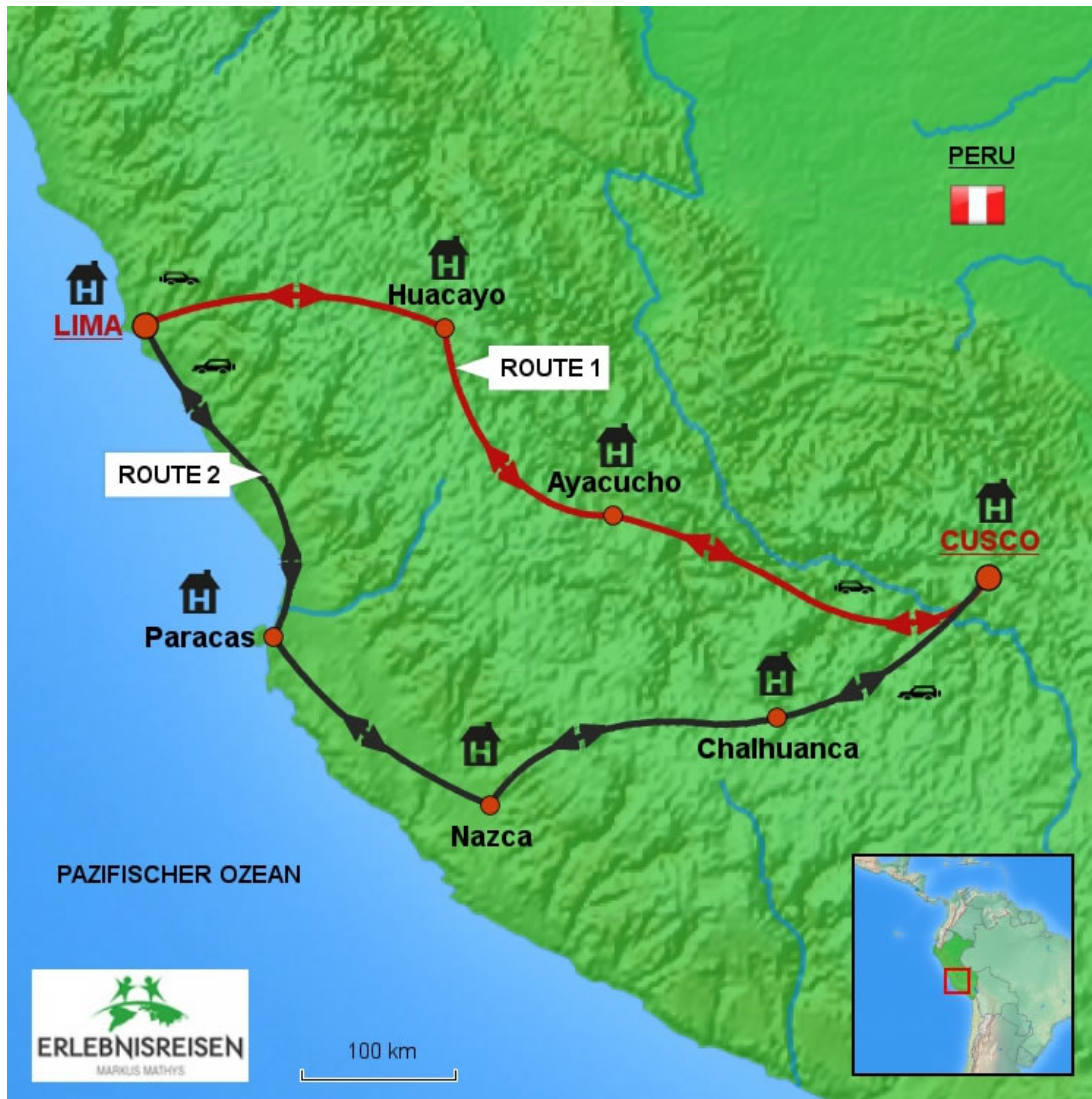 PERU
Huacayo
LIMA
ROUTE 1
ROUTE 2
Ayacucho
CUSCO
Paracas
Chalhuanca
Nazca
PAZIFISCHER OZEAN
ERLEBNISREISEN
MARKUS MATHYS
100 km
H
H
H
H
H
H
H